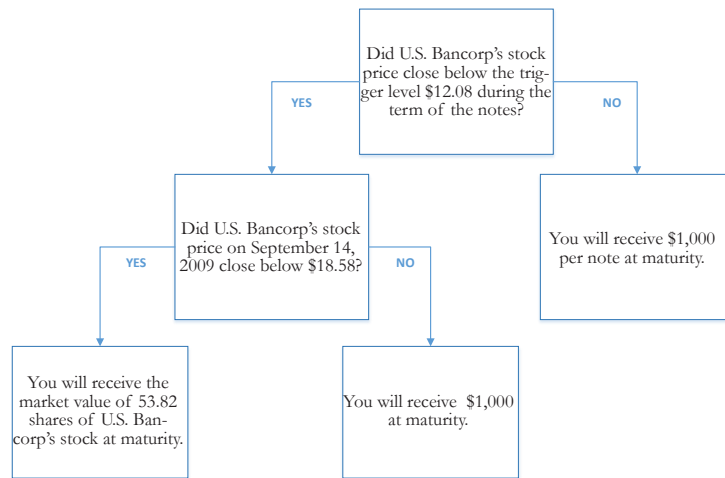 Did U.S. Bancorp's stock
price close below the trig-
ger level $12.08 during the
term of the notes?
YES
NO
Did U.S. Bancorp's stock
price on September 14,
2009 close below $18.58?
You will receive $1,000
per note at maturity.
YES
NO
You will receive the
market value of 53.82
shares of U.S. Ban-
corp's stock at maturity.
You will receive $1,000
at maturity.